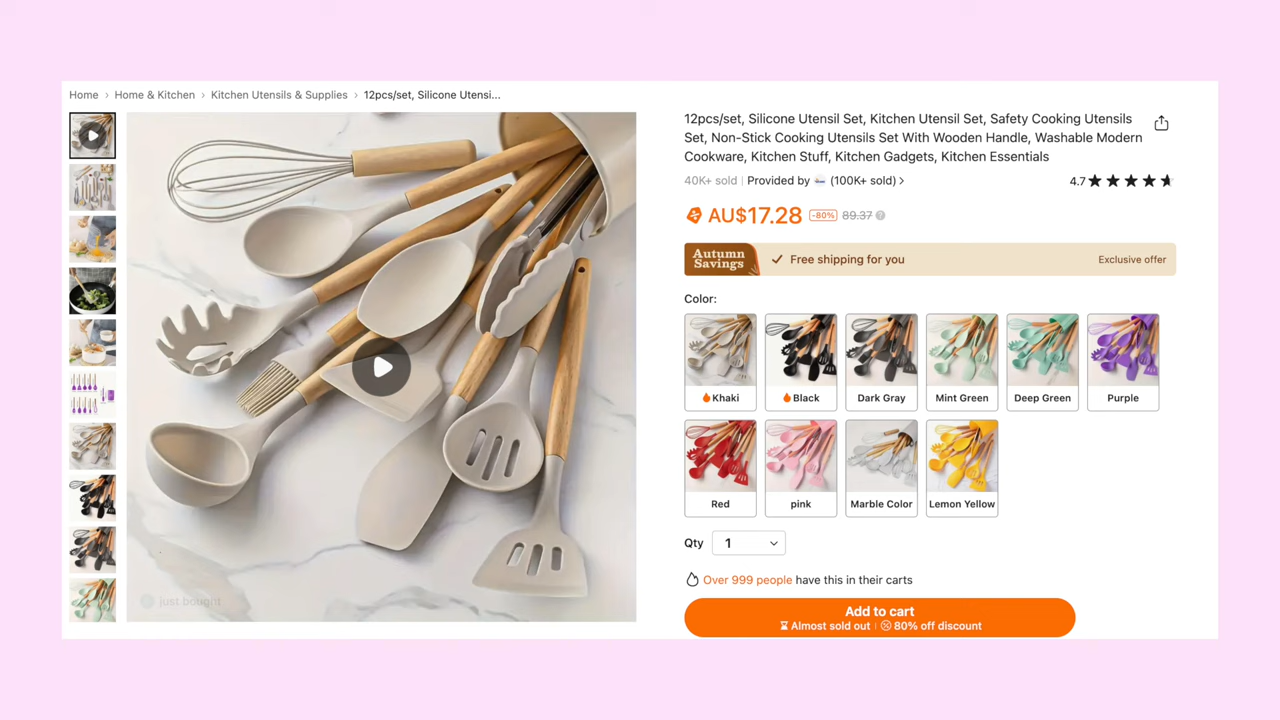 Home > Home & Kitchen > Kitchen Utensils & Supplies > 12pcs/set, Silicone Utensi...
12pcs/set, Silicone Utensil Set, Kitchen Utensil Set, Safety Cooking Utensils
Set, Non-Stick Cooking Utensils Set With Wooden Handle, Washable Modern
Cookware, Kitchen Stuff, Kitchen Gadgets, Kitchen Essentials
40K+ sold | Provided by (100K+ sold) >
4.7
AU$17.28 -80% 89.37 ?
Autumn
Savings
Free shipping for you
Exclusive offer
Color:
Khaki
Black
Dark Gray
Mint Green
Deep Green
Purple
Red
pink
Marble Color
Lemon Yellow
Qty 1
Over 999 people have this in their carts
Add to cart
Almost sold out | 80% off discount
just bought